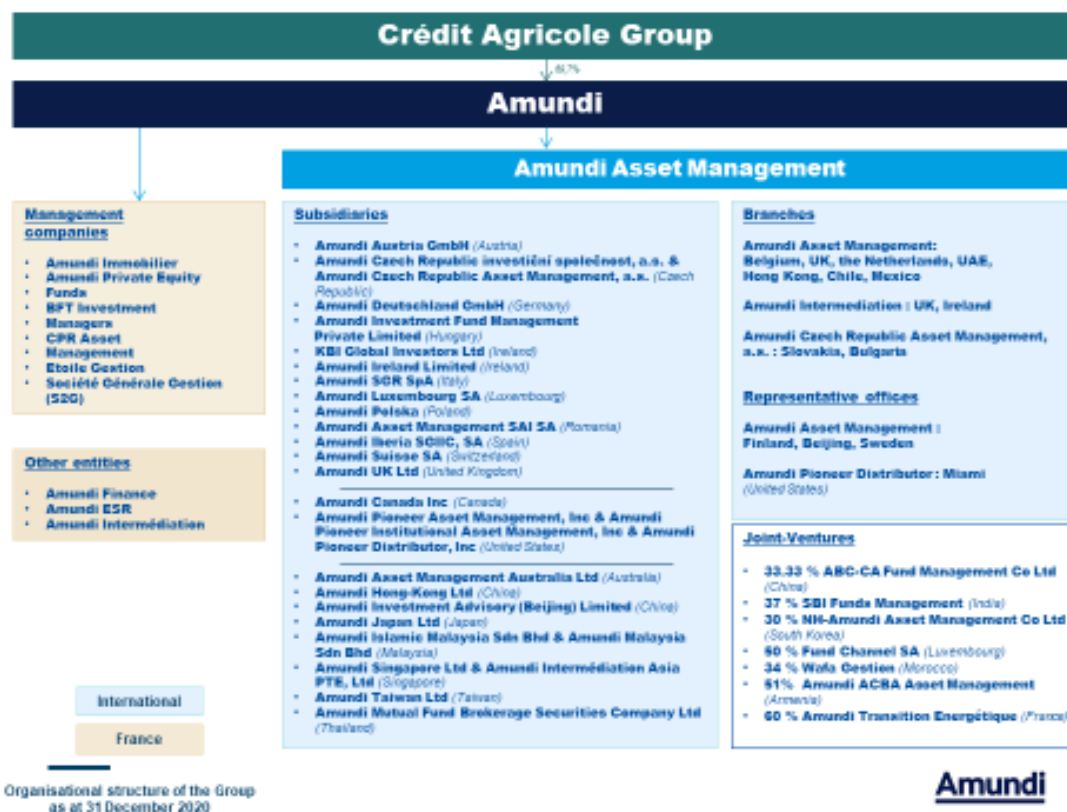 Crédit Agricole Group
Amundi
Amundi Asset Management
Management
companies
• Amundi Immobilier
• Amundi Private Equity
• Funds
• BFT Investment
• Managers
• CPR Asset
• Management
• Etoile Gestion
• Société Générale Gestion
(S2G)
Other entities
• Amundi Finance
• Amundi ESR
• Amundi Intermédiation
International
France
Organisational structure of the Group
as at 31 December 2020
Subsidiaries
• Amundi Austria GmbH (Austria)
• Amundi Czech Republic investiční společnost, a.s. &
Amundi Czech Republic Asset Management, a.s. (Czech
Republic)
• Amundi Deutschland GmbH (Germany)
• Amundi Investment Fund Management
Private Limited (Hungary)
• KBI Global Investors Ltd (Ireland)
• Amundi Ireland Limited (Ireland)
• Amundi SGR SpA (Italy)
• Amundi Luxembourg SA (Luxembourg)
• Amundi Polska (Poland)
• Amundi Asset Management SAI SA (Romania)
• Amundi Iberia SGIIC, SA (Spain)
• Amundi Suisse SA (Switzerland)
• Amundi UK Ltd (United Kingdom)
• Amundi Canada Inc (Canada)
• Amundi Pioneer Asset Management, Inc & Amundi
Pioneer Institutional Asset Management, Inc & Amundi
Pioneer Distributor, Inc (United States)
• Amundi Asset Management Australia Ltd (Australia)
• Amundi Hong-Kong Ltd (China)
• Amundi Investment Advisory (Beijing) Limited (China)
• Amundi Japan Ltd (Japan)
• Amundi Islamic Malaysia Sdn Bhd & Amundi Malaysia
Sdn Bhd (Malaysia)
• Amundi Singapore Ltd & Amundi Intermédiation Asia
PTE, Ltd (Singapore)
• Amundi Taiwan Ltd (Taiwan)
• Amundi Mutual Fund Brokerage Securities Company Ltd
(Thailand)
Branches
Amundi Asset Management:
Belgium, UK, the Netherlands, UAE,
Hong Kong, Chile, Mexico
Amundi Intermediation : UK, Ireland
Amundi Czech Republic Asset Management,
a.s. : Slovakia, Bulgaria
Representative offices
Amundi Asset Management :
Finland, Beijing, Sweden
Amundi Pioneer Distributor: Miami
(United States)
Joint-Ventures
• 33.33 % ABC-CA Fund Management Co Ltd
(China)
• 37 % SBI Funds Management (India)
• 30 % NH-Amundi Asset Management Co Ltd
(South Korea)
• 50 % Fund Channel SA (Luxembourg)
• 34 % Wafa Gestion (Morocco)
• 51% Amundi ACBA Asset Management
(Armenia)
• 60 % Amundi Transition Energétique (France)
Amundi